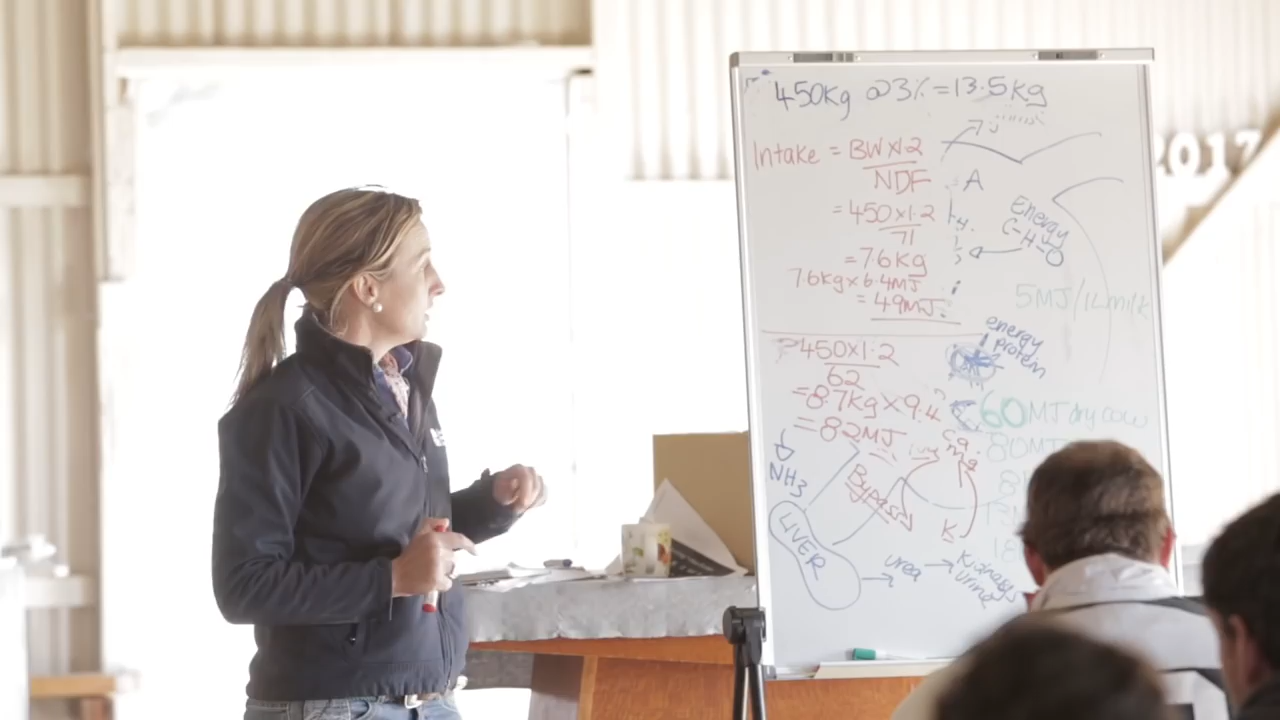 450Kg @3% = 13.5kg
Intake = BW x 1.2
NDF
= 450 x 1.2
71
= 7.6Kg
7.6Kg x 6.4MJ
= 49MJ
A
Energy
C-H-O
5MJ/1L milk
energy
protein
450 x 1.2
62
= 8.7Kg x 9.4
= 82MJ
60MJ dry cow
80MJ
Ca
Mg
K
Bypass
NH3
LIVER
urea
Kidneys
urine
2017